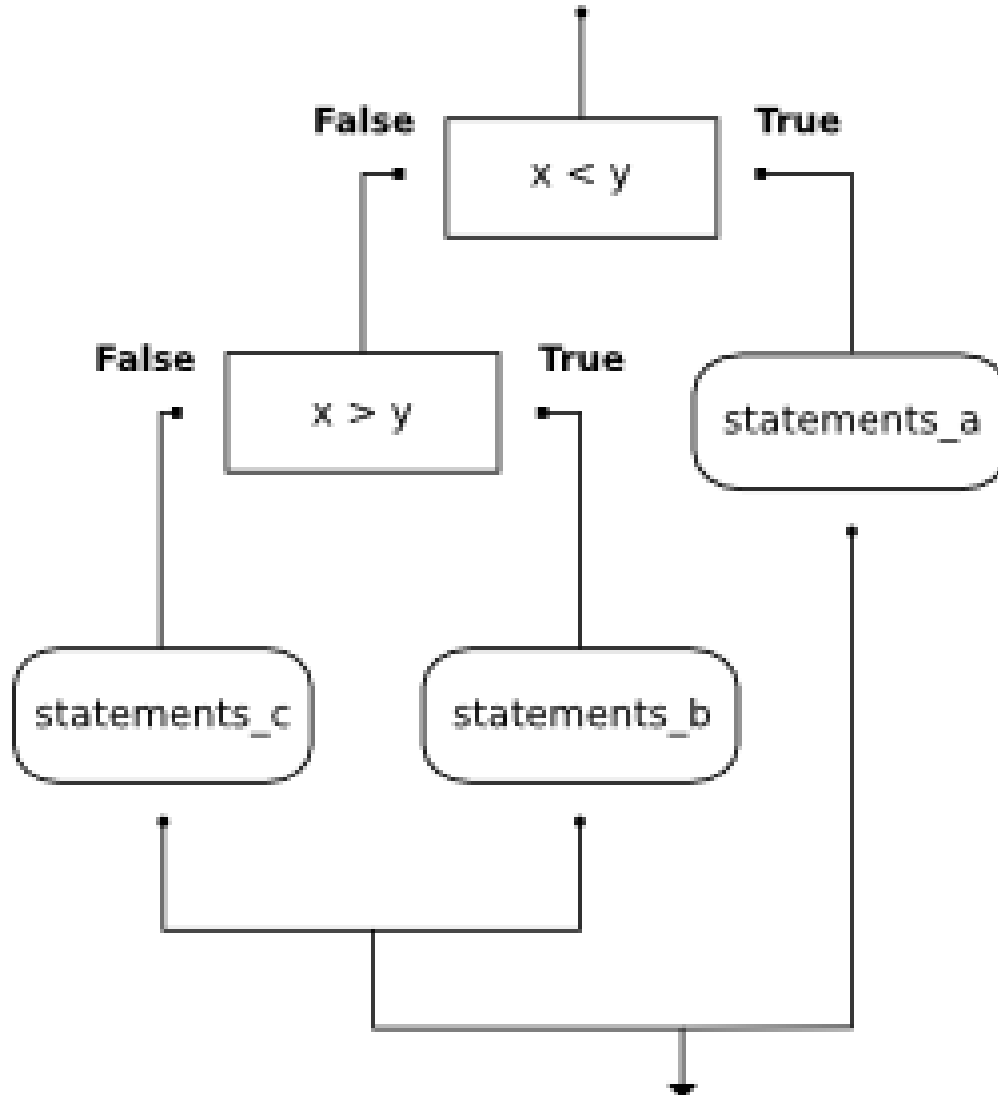 False
True
x < y
False
True
x > y
statements_a
statements_c
statements_b